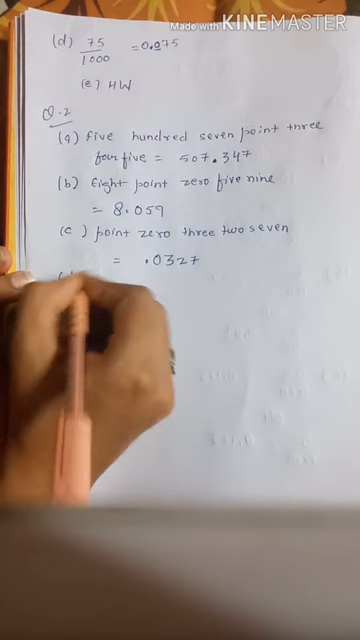 Made with KINEMASTER
(d) 75/1000 = 0.075
(e) HW
Q.2
(a) five hundred seven point three
four five = 507.347
(b) Eight point zero five nine
= 8.059
(c) point zero three two seven
= .0327